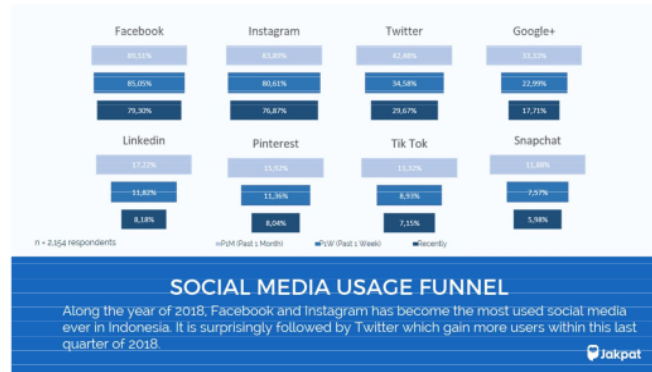 Facebook Instagram Twitter Google+
83,89% 42,48% 33,33%
85,05% 80,61% 34,58% 22,99%
79,30% 76,87% 29,67% 17,71%
Linkedin Pinterest Tik Tok Snapchat
17,22% 15,92% 13,32% 11,88%
11,82% 11,36% 8,93% 7,57%
8,18% 8,04% 7,15% 5,98%
n = 2,154 respondents P1M (Past 1 Month) P1W (Past 1 Week) Recently
SOCIAL MEDIA USAGE FUNNEL
Along the year of 2018, Facebook and Instagram has become the most used social media
ever in Indonesia. It is surprisingly followed by Twitter which gain more users within this last
quarter of 2018.
Jakpat